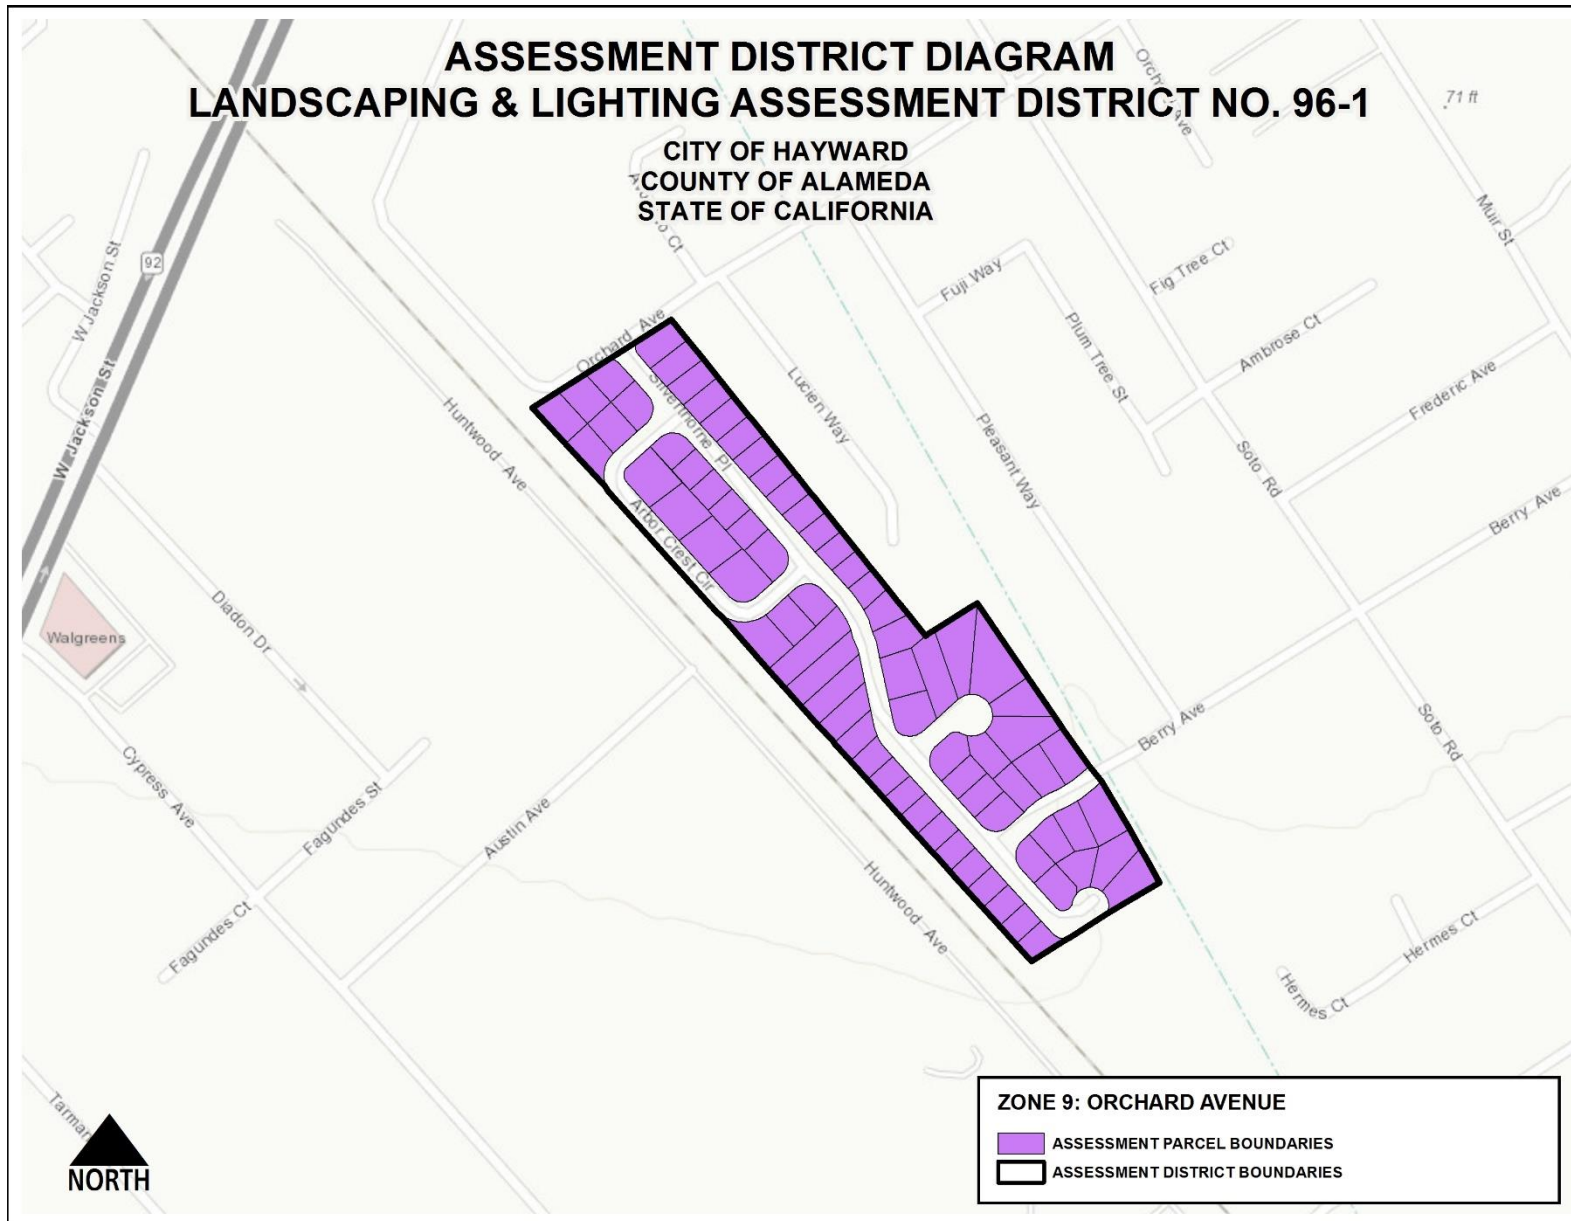 ASSESSMENT DISTRICT DIAGRAM
LANDSCAPING & LIGHTING ASSESSMENT DISTRICT NO. 96-1
CITY OF HAYWARD
COUNTY OF ALAMEDA
STATE OF CALIFORNIA
71 ft
Muir St
Fig Tree Ct
Fuji Way
W Jackson St
92
Orchard Ave
Plum Tree St
Ambrose Ct
Silverthorne Pl
Lucien Way
Frederic Ave
W Jackson St
Huntwood Ave
Pleasant Way
Soto Rd
Berry Ave
Arbor Crest Cir
Diadon Dr
Walgreens
Berry Ave
Soto Rd
Cypress Ave
Fagundes St
Austin Ave
Huntwood Ave
Fagundes Ct
Hermes Ct
Hermes Ct
NORTH
ZONE 9: ORCHARD AVENUE
ASSESSMENT PARCEL BOUNDARIES
ASSESSMENT DISTRICT BOUNDARIES